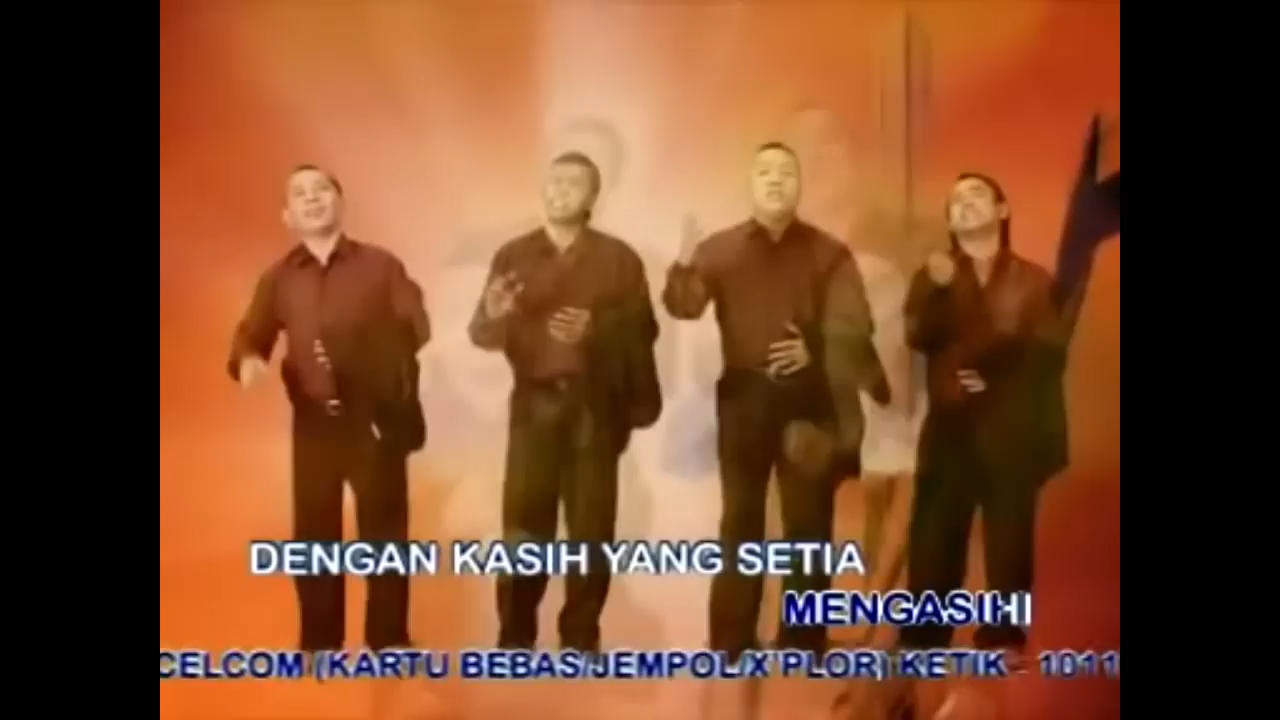 DENGAN KASIH YANG SETIA
MENGASIHI
CELCOM (KARTU BEBAS/JEMPOL/X'PLOR) KETIK - 1011